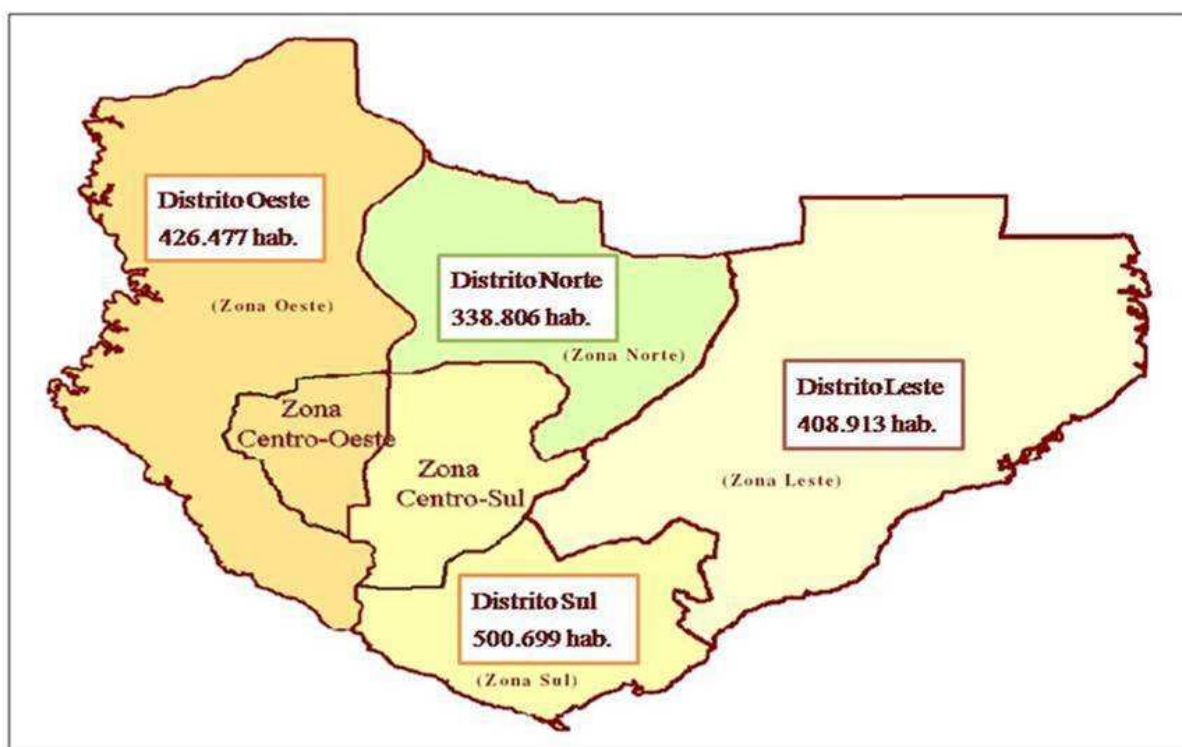 Distrito Oeste
426.477 hab.
(Zona Oeste)
Distrito Norte
338.806 hab.
(Zona Norte)
Distrito Leste
408.913 hab.
(Zona Leste)
Zona
Centro-Oeste
Zona
Centro-Sul
Distrito Sul
500.699 hab.
(Zona Sul)